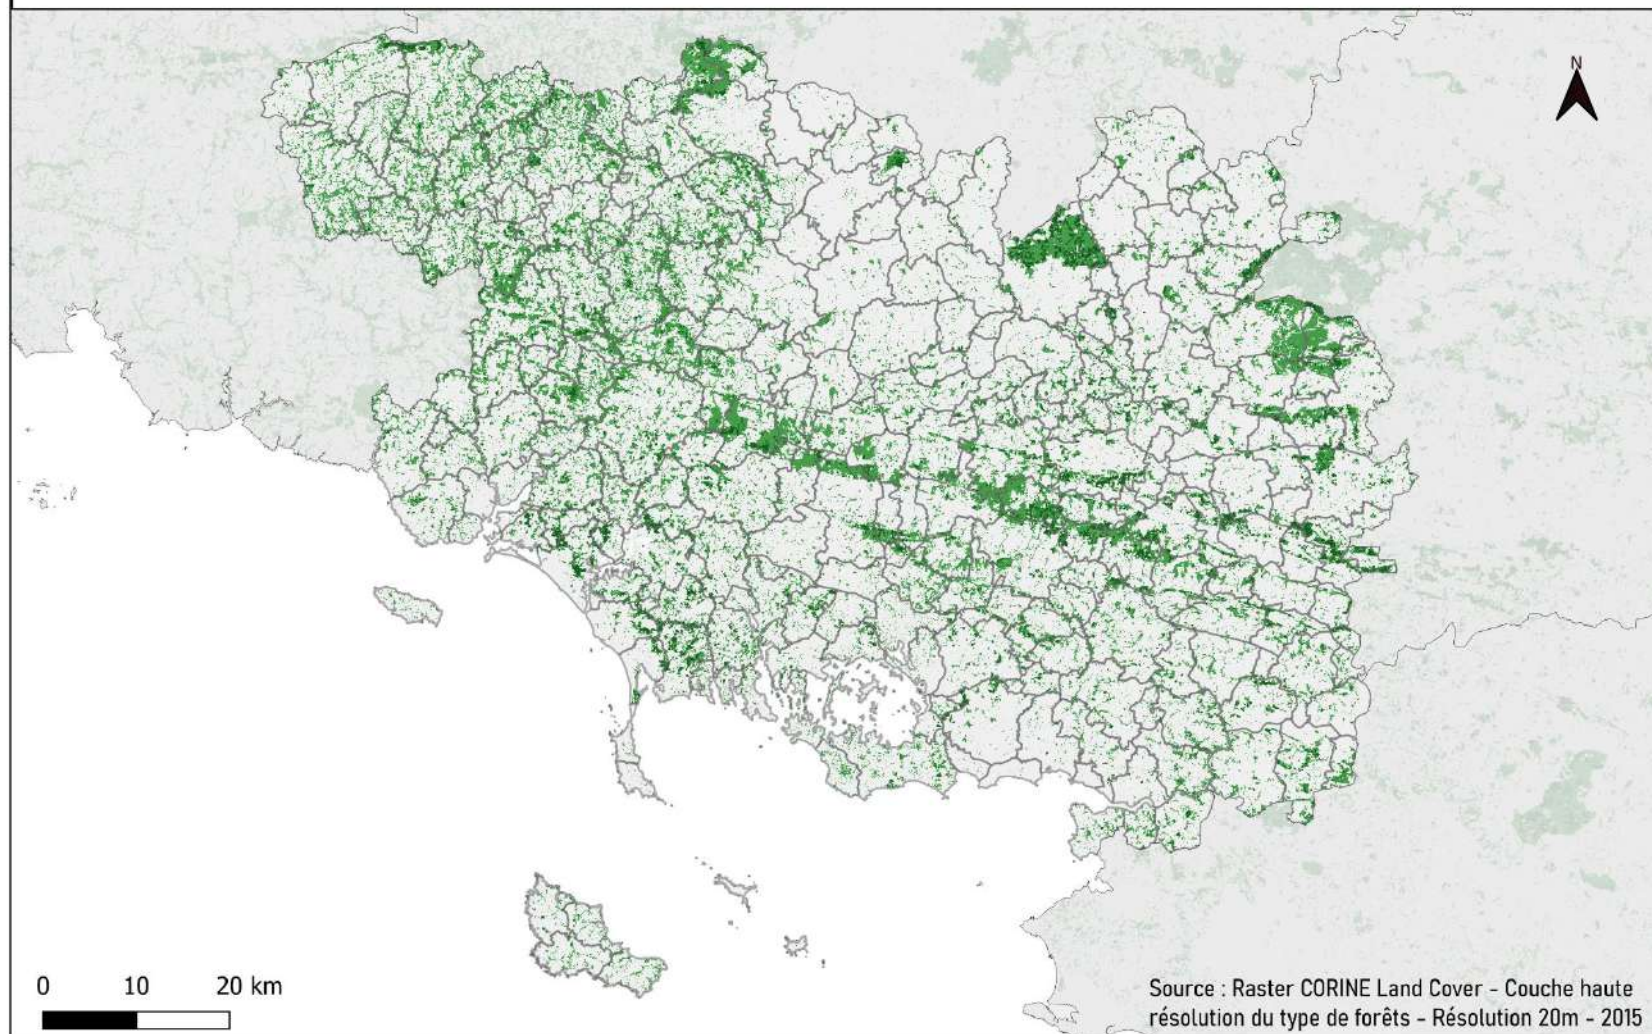 N
0 10 20 km
Source : Raster CORINE Land Cover - Couche haute
résolution du type de forêts - Résolution 20m - 2015